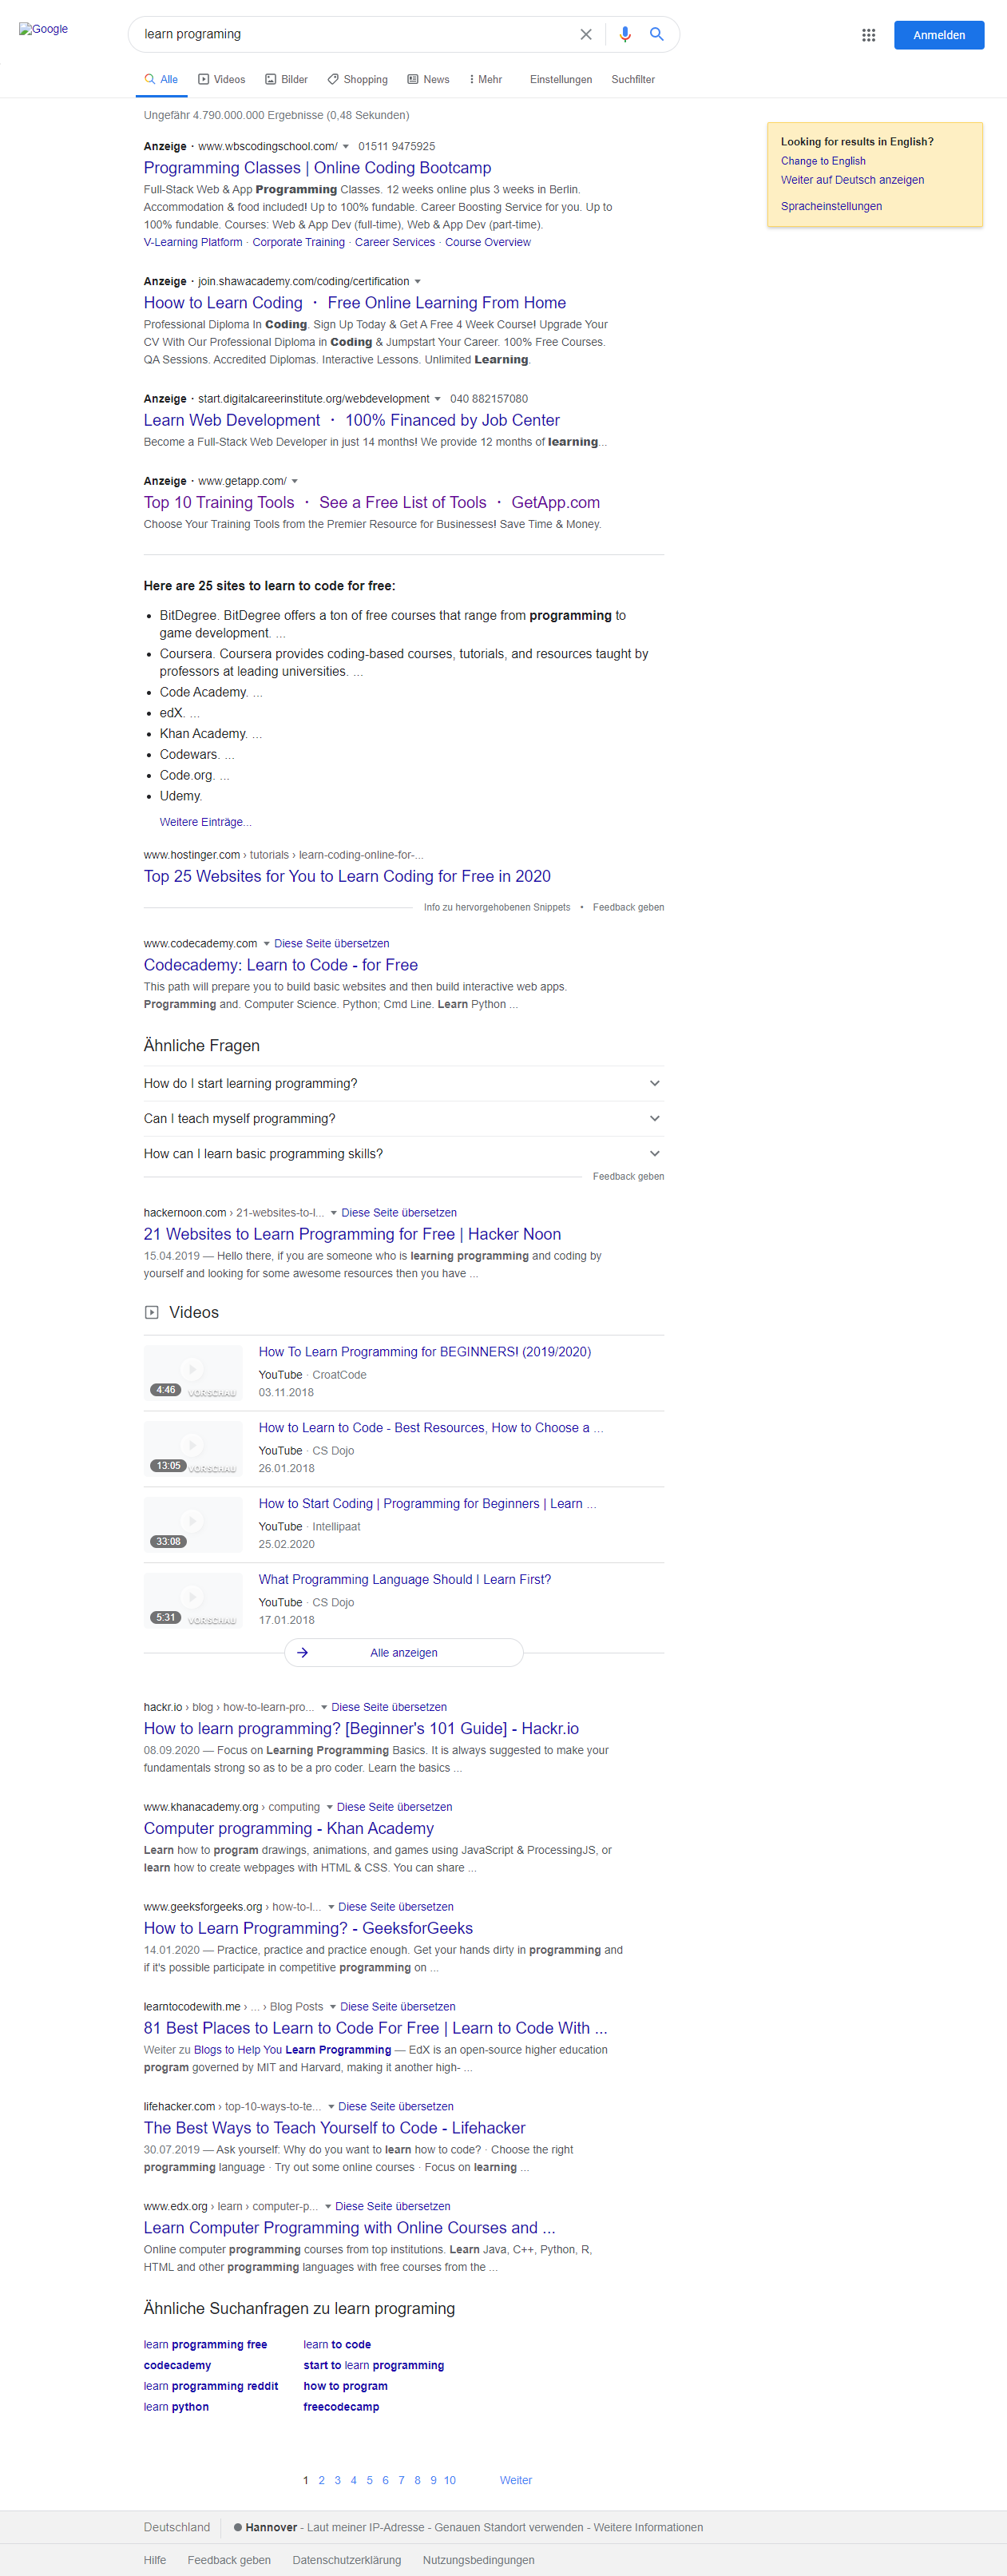 Google
learn programing
Anmelden
Alle Videos Bilder Shopping News Mehr Einstellungen Suchfilter
Ungefähr 4.790.000.000 Ergebnisse (0,48 Sekunden)
Looking for results in English?
Change to English
Weiter auf Deutsch anzeigen
Spracheinstellungen
Anzeige · www.wbscodingschool.com/ 01511 9475925
Programming Classes | Online Coding Bootcamp
Full-Stack Web & App Programming Classes. 12 weeks online plus 3 weeks in Berlin.
Accommodation & food included! Up to 100% fundable. Career Boosting Service for you. Up to
100% fundable. Courses: Web & App Dev (full-time), Web & App Dev (part-time).
V-Learning Platform · Corporate Training · Career Services · Course Overview
Anzeige · join.shawacademy.com/coding/certification
Hoow to Learn Coding · Free Online Learning From Home
Professional Diploma In Coding. Sign Up Today & Get A Free 4 Week Course! Upgrade Your
CV With Our Professional Diploma in Coding & Jumpstart Your Career. 100% Free Courses.
QA Sessions. Accredited Diplomas. Interactive Lessons. Unlimited Learning.
Anzeige · start.digitalcareerinstitute.org/webdevelopment 040 882157080
Learn Web Development · 100% Financed by Job Center
Become a Full-Stack Web Developer in just 14 months! We provide 12 months of learning...
Anzeige · www.getapp.com/
Top 10 Training Tools · See a Free List of Tools · GetApp.com
Choose Your Training Tools from the Premier Resource for Businesses! Save Time & Money.
Here are 25 sites to learn to code for free:
• BitDegree. BitDegree offers a ton of free courses that range from programming to
game development. ...
• Coursera. Coursera provides coding-based courses, tutorials, and resources taught by
professors at leading universities. ...
• Code Academy. ...
• edX. ...
• Khan Academy. ...
• Codewars. ...
• Code.org. ...
• Udemy.
Weitere Einträge...
www.hostinger.com › tutorials › learn-coding-online-for-...
Top 25 Websites for You to Learn Coding for Free in 2020
Info zu hervorgehobenen Snippets • Feedback geben
www.codecademy.com Diese Seite übersetzen
Codecademy: Learn to Code - for Free
This path will prepare you to build basic websites and then build interactive web apps.
Programming and. Computer Science. Python; Cmd Line. Learn Python ...
Ähnliche Fragen
How do I start learning programming?
Can I teach myself programming?
How can I learn basic programming skills?
Feedback geben
hackernoon.com › 21-websites-to-l... Diese Seite übersetzen
21 Websites to Learn Programming for Free | Hacker Noon
15.04.2019 — Hello there, if you are someone who is learning programming and coding by
yourself and looking for some awesome resources then you have ...
Videos
How To Learn Programming for BEGINNERS! (2019/2020)
YouTube · CroatCode
4:46 VORSCHAU
03.11.2018
How to Learn to Code - Best Resources, How to Choose a ...
YouTube · CS Dojo
13:05 VORSCHAU
26.01.2018
How to Start Coding | Programming for Beginners | Learn ...
YouTube · Intellipaat
33:08
25.02.2020
What Programming Language Should I Learn First?
YouTube · CS Dojo
5:31 VORSCHAU
17.01.2018
Alle anzeigen
hackr.io › blog › how-to-learn-pro... Diese Seite übersetzen
How to learn programming? [Beginner's 101 Guide] - Hackr.io
08.09.2020 — Focus on Learning Programming Basics. It is always suggested to make your
fundamentals strong so as to be a pro coder. Learn the basics ...
www.khanacademy.org › computing Diese Seite übersetzen
Computer programming - Khan Academy
Learn how to program drawings, animations, and games using JavaScript & ProcessingJS, or
learn how to create webpages with HTML & CSS. You can share ...
www.geeksforgeeks.org › how-to-l... Diese Seite übersetzen
How to Learn Programming? - GeeksforGeeks
14.01.2020 — Practice, practice and practice enough. Get your hands dirty in programming and
if it's possible participate in competitive programming on ...
learntocodewith.me › ... › Blog Posts Diese Seite übersetzen
81 Best Places to Learn to Code For Free | Learn to Code With ...
Weiter zu Blogs to Help You Learn Programming — EdX is an open-source higher education
program governed by MIT and Harvard, making it another high- ...
lifehacker.com › top-10-ways-to-te... Diese Seite übersetzen
The Best Ways to Teach Yourself to Code - Lifehacker
30.07.2019 — Ask yourself: Why do you want to learn how to code? · Choose the right
programming language · Try out some online courses · Focus on learning ...
www.edx.org › learn › computer-p... Diese Seite übersetzen
Learn Computer Programming with Online Courses and ...
Online computer programming courses from top institutions. Learn Java, C++, Python, R,
HTML and other programming languages with free courses from the ...
Ähnliche Suchanfragen zu learn programing
learn programming free learn to code
codecademy start to learn programming
learn programming reddit how to program
learn python freecodecamp
1 2 3 4 5 6 7 8 9 10 Weiter
Deutschland Hannover - Laut meiner IP-Adresse - Genauen Standort verwenden - Weitere Informationen
Hilfe Feedback geben Datenschutzerklärung Nutzungsbedingungen